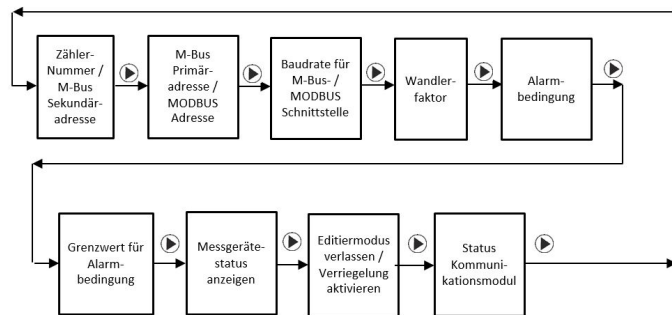 Zähler-
Nummer /
M-Bus
Sekundär-
adresse
M-Bus
Primär-
adresse /
MODBUS
Adresse
Baudrate für
M-Bus- /
MODBUS
Schnittstelle
Wandler-
faktor
Alarm-
bedingung
Grenzwert für
Alarm-
bedingung
Messgeräte-
status
anzeigen
Editiermodus
verlassen /
Verriegelung
aktivieren
Status
Kommuni-
kationsmodul